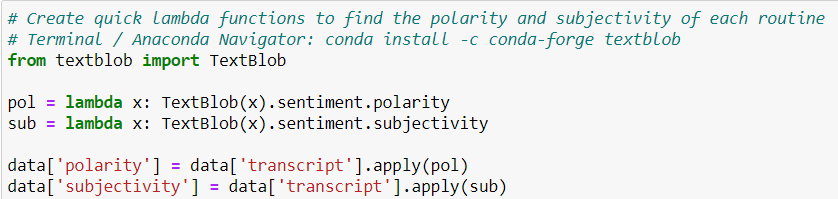 # Create quick lambda functions to find the polarity and subjectivity of each routine
# Terminal / Anaconda Navigator: conda install -c conda-forge textblob
from textblob import TextBlob
pol = lambda x: TextBlob(x).sentiment.polarity
sub = lambda x: TextBlob(x).sentiment.subjectivity
data['polarity'] = data['transcript'].apply(pol)
data['subjectivity'] = data['transcript'].apply(sub)